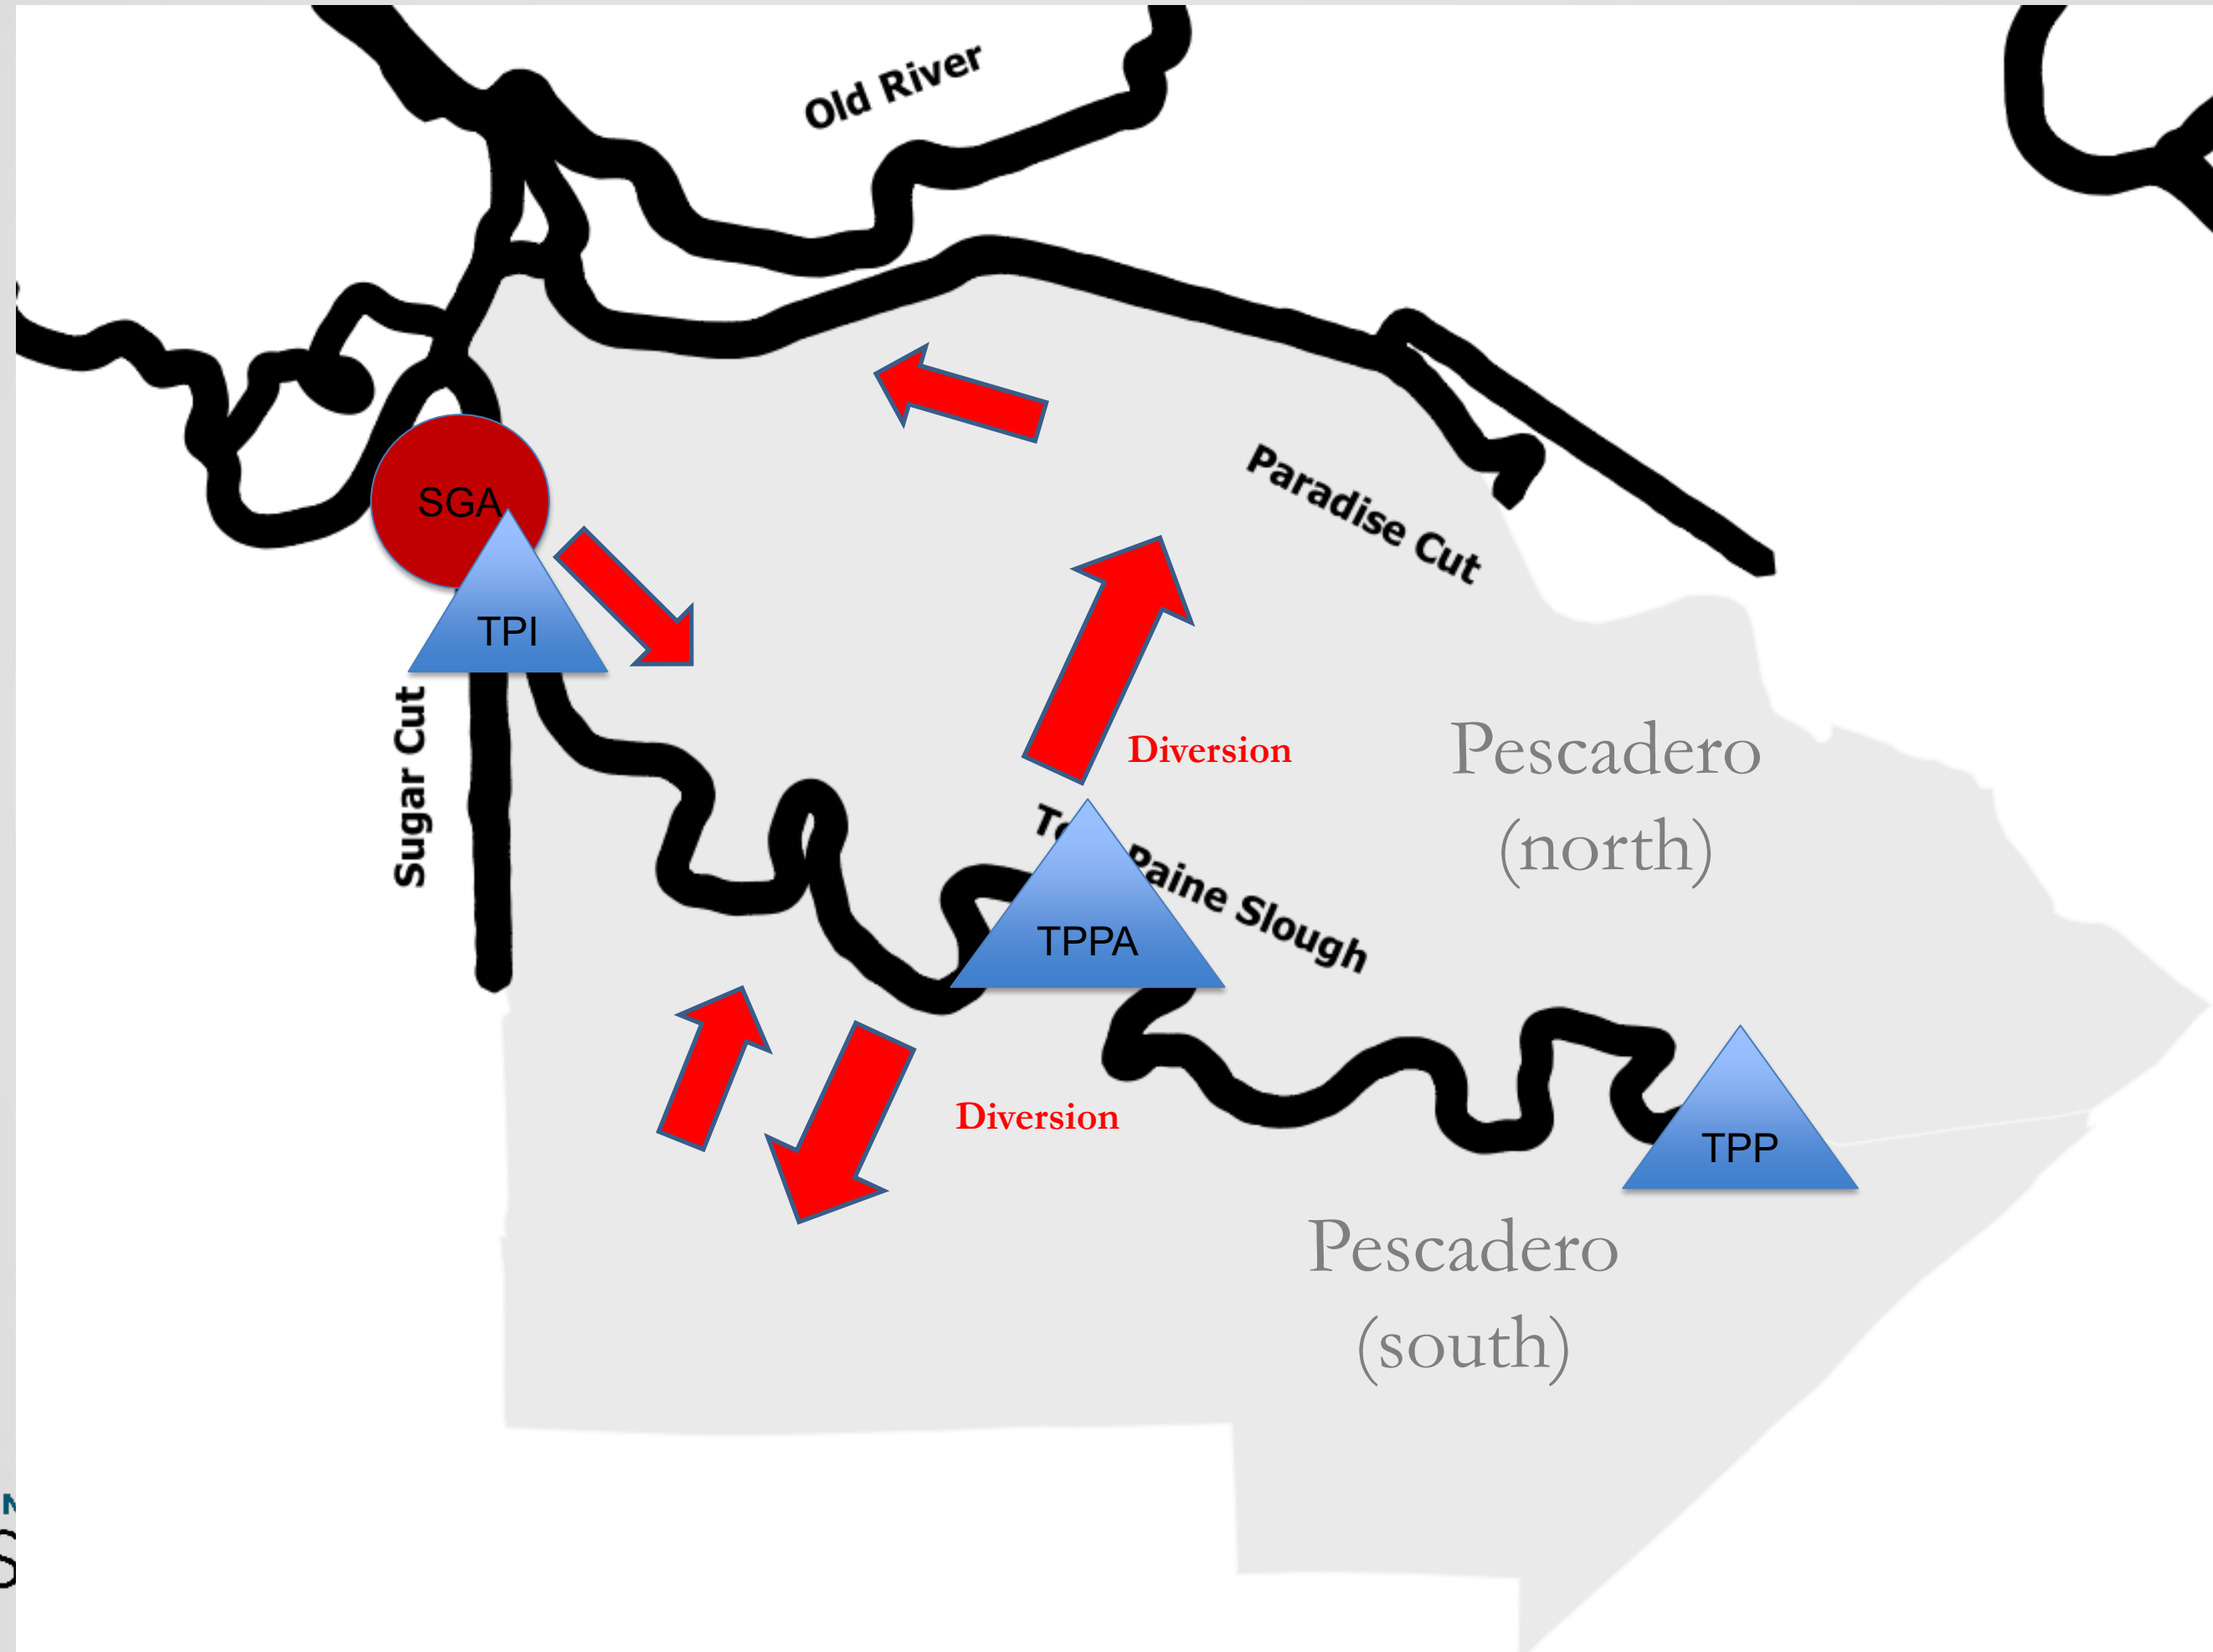 Old River
Paradise Cut
SGA
TPI
Sugar Cut
Diversion
Pescadero
(north)
Paine Slough
TPPA
Diversion
TPP
Pescadero
(south)